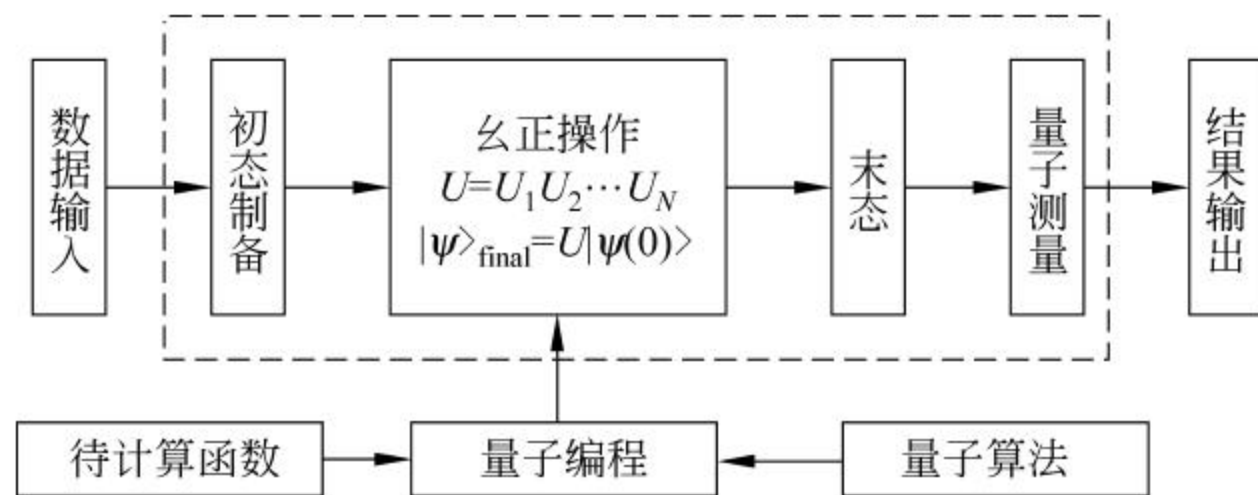 数据输入
初态制备
幺正操作
U=U₁U₂⋯U_N
|ψ>_final=U|ψ(0)>
末态
量子测量
结果输出
待计算函数
量子编程
量子算法